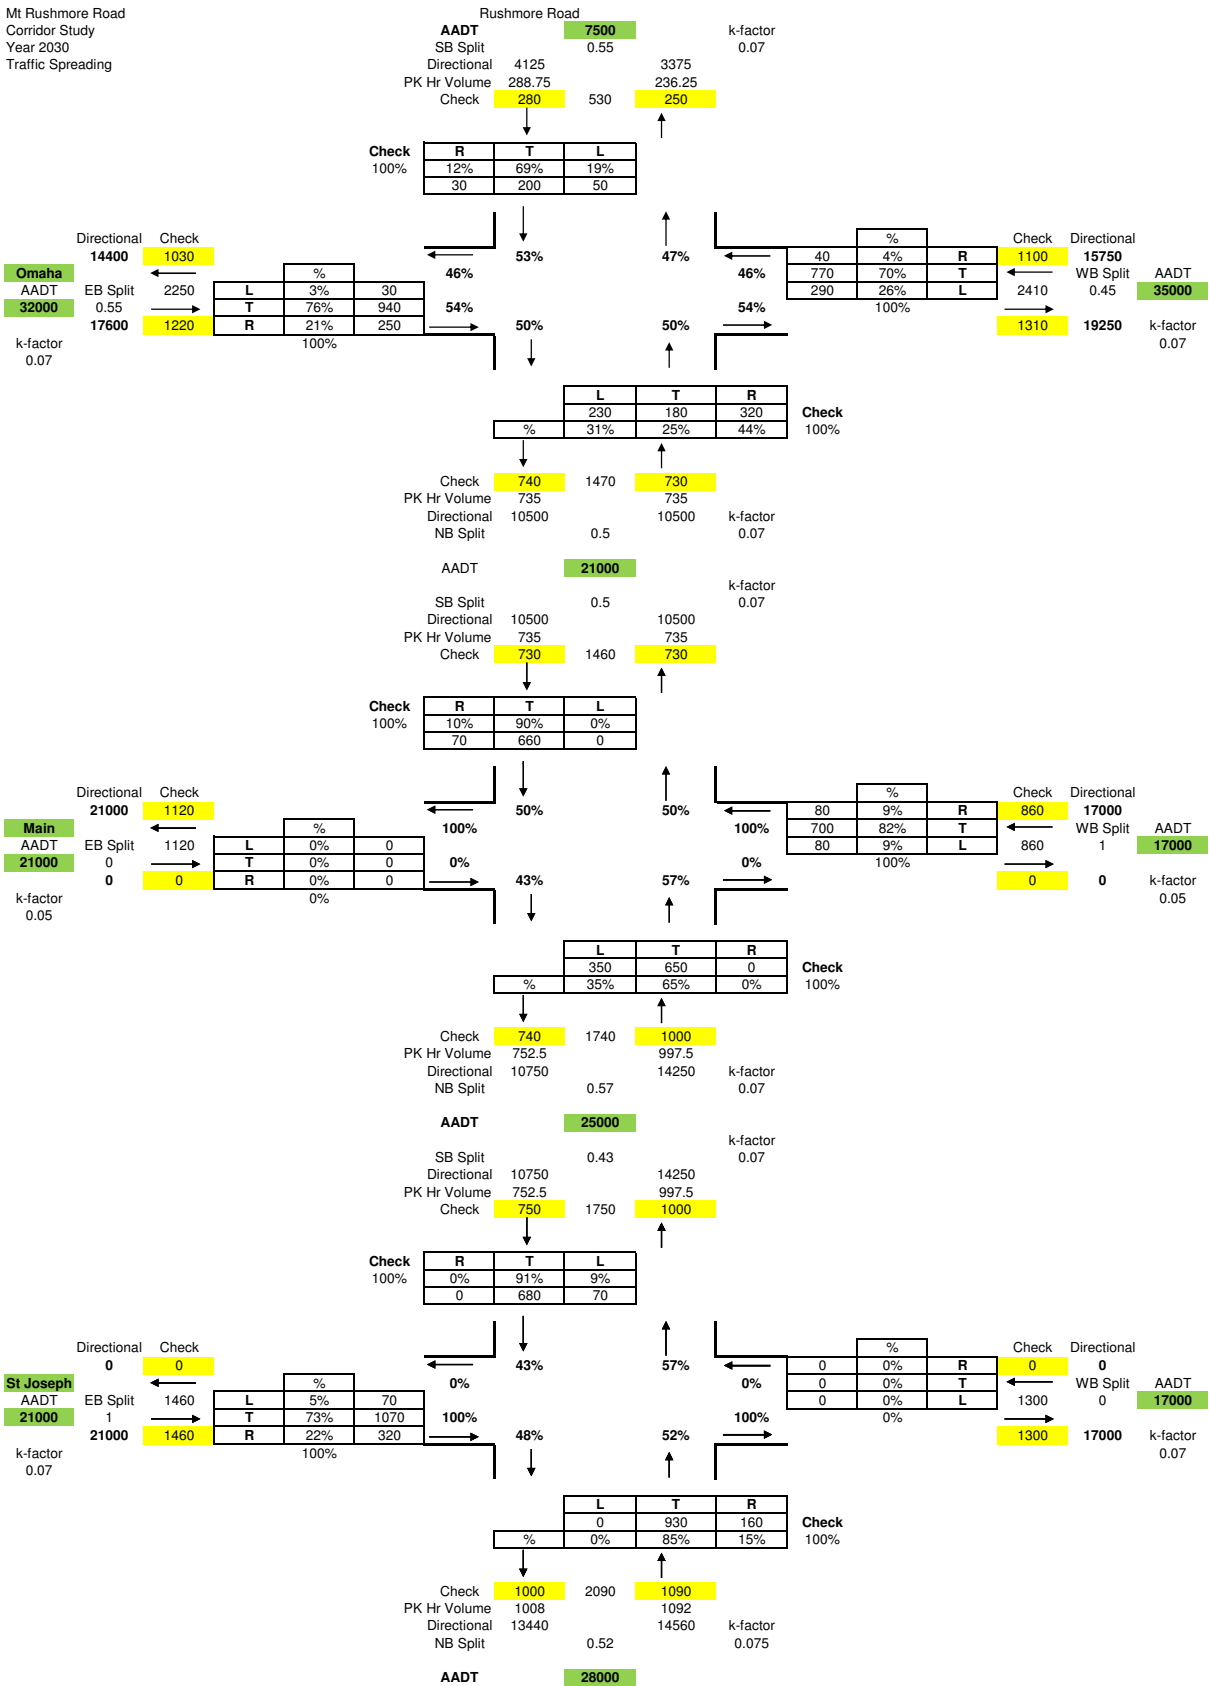 Mt Rushmore Road Rushmore Road
Corridor Study AADT 7500 k-factor
Year 2030 SB Split 0.55 0.07
Traffic Spreading Directional 4125 3375
PK Hr Volume 288.75 236.25
Check 280 530 250
Check R T L
100% 12% 69% 19%
30 200 50
Directional Check % Check Directional
14400 1030 53% 47% 40 4% R 1100 15750
Omaha % 46% 46% 770 70% T WB Split AADT
AADT EB Split 2250 L 3% 30 290 26% L 2410 0.45 35000
32000 0.55 T 76% 940 54% 54% 100%
17600 1220 R 21% 250 50% 50% 1310 19250 k-factor
k-factor 100% 0.07
0.07
L T R
230 180 320 Check
% 31% 25% 44% 100%
Check 740 1470 730
PK Hr Volume 735 735
Directional 10500 10500 k-factor
NB Split 0.5 0.07
AADT 21000
k-factor
SB Split 0.5 0.07
Directional 10500 10500
PK Hr Volume 735 735
Check 730 1460 730
Check R T L
100% 10% 90% 0%
70 660 0
Directional Check % Check Directional
21000 1120 50% 50% 80 9% R 860 17000
Main % 100% 100% 700 82% T WB Split AADT
AADT EB Split 1120 L 0% 0 80 9% L 860 1 17000
21000 0 T 0% 0 0% 0% 100%
0 0 R 0% 0 43% 57% 0 0 k-factor
k-factor 0% 0.05
0.05
L T R
350 650 0 Check
% 35% 65% 0% 100%
Check 740 1740 1000
PK Hr Volume 752.5 997.5
Directional 10750 14250 k-factor
NB Split 0.57 0.07
AADT 25000
k-factor
SB Split 0.43 0.07
Directional 10750 14250
PK Hr Volume 752.5 997.5
Check 750 1750 1000
Check R T L
100% 0% 91% 9%
0 680 70
Directional Check % Check Directional
0 0 43% 57% 0 0% R 0 0
St Joseph % 0% 0% 0 0% T WB Split AADT
AADT EB Split 1460 L 5% 70 0 0% L 1300 0 17000
21000 1 T 73% 1070 100% 100% 0%
21000 1460 R 22% 320 48% 52% 1300 17000 k-factor
k-factor 100% 0.07
0.07
L T R
0 930 160 Check
% 0% 85% 15% 100%
Check 1000 2090 1090
PK Hr Volume 1008 1092
Directional 13440 14560 k-factor
NB Split 0.52 0.075
AADT 28000